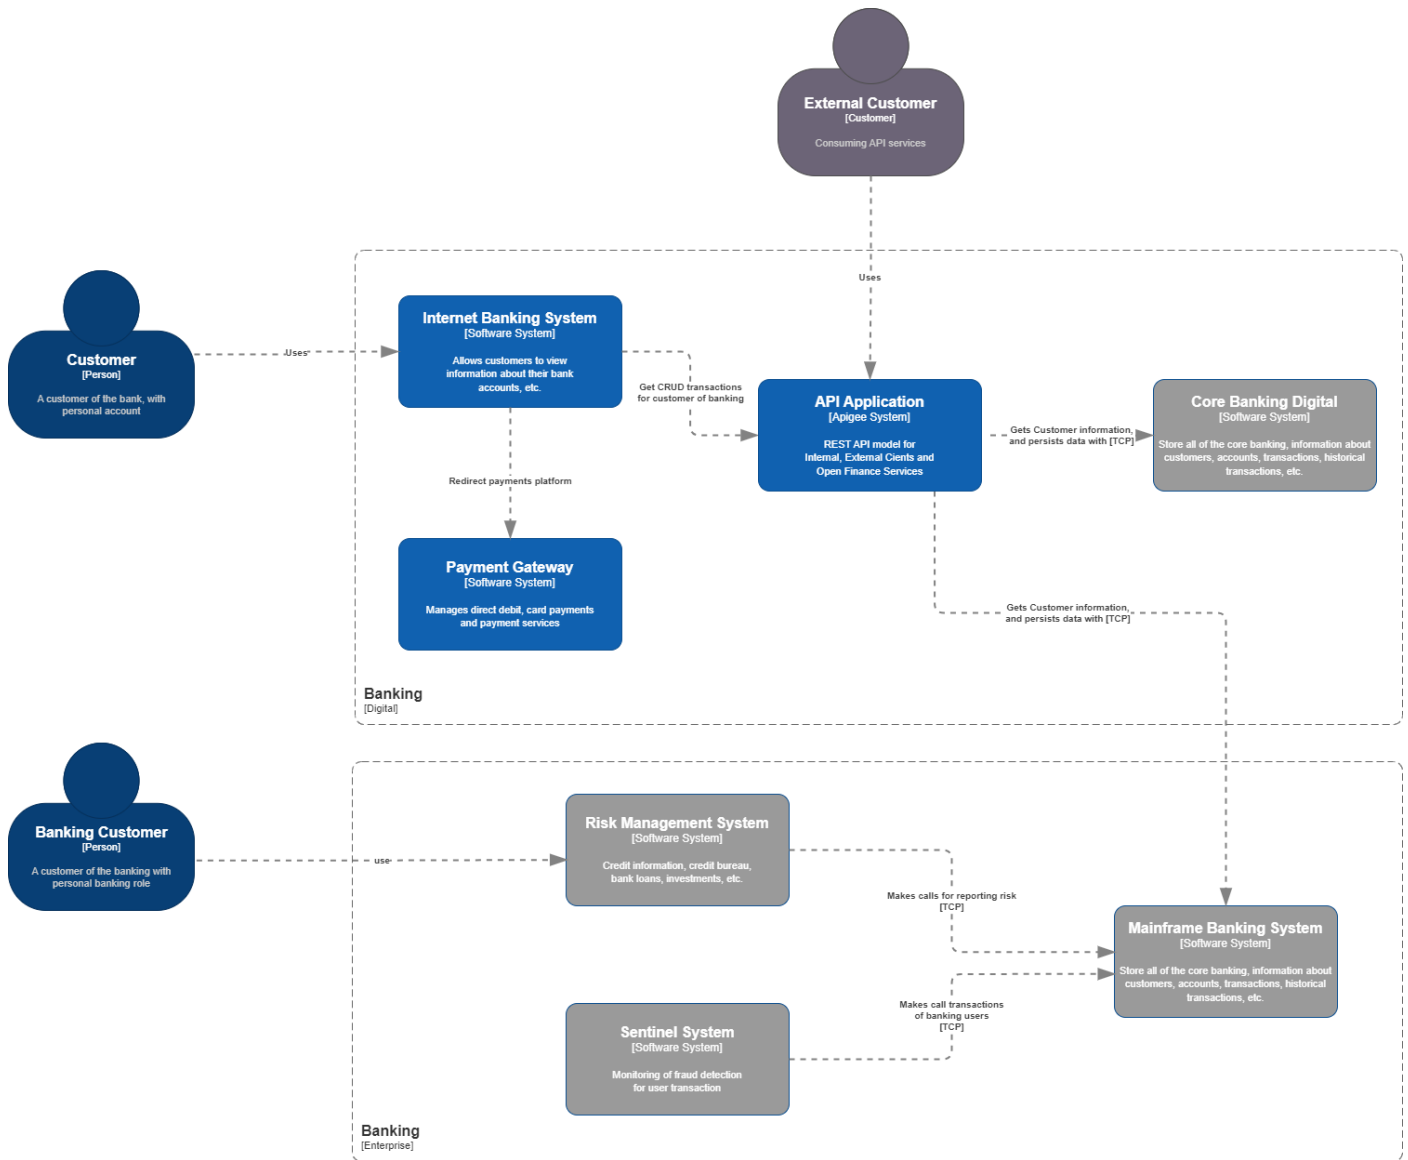 External Customer
[Customer]
Consuming API services
Uses
Customer
[Person]
A customer of the bank, with
personal account
Uses
Internet Banking System
[Software System]
Allows customers to view
information about their bank
accounts, etc.
Get CRUD transactions
for customer of banking
API Application
[Apigee System]
REST API model for
Internal, External Cients and
Open Finance Services
Gets Customer information,
and persists data with [TCP]
Core Banking Digital
[Software System]
Store all of the core banking, information about
customers, accounts, transactions, historical
transactions, etc.
Redirect payments platform
Payment Gateway
[Software System]
Manages direct debit, card payments
and payment services
Gets Customer information,
and persists data with [TCP]
Banking
[Digital]
Banking Customer
[Person]
A customer of the banking with
personal banking role
use
Risk Management System
[Software System]
Credit information, credit bureau,
bank loans, investments, etc.
Makes calls for reporting risk
[TCP]
Mainframe Banking System
[Software System]
Store all of the core banking, information about
customers, accounts, transactions, historical
transactions, etc.
Makes call transactions
of banking users
[TCP]
Sentinel System
[Software System]
Monitoring of fraud detection
for user transaction
Banking
[Enterprise]